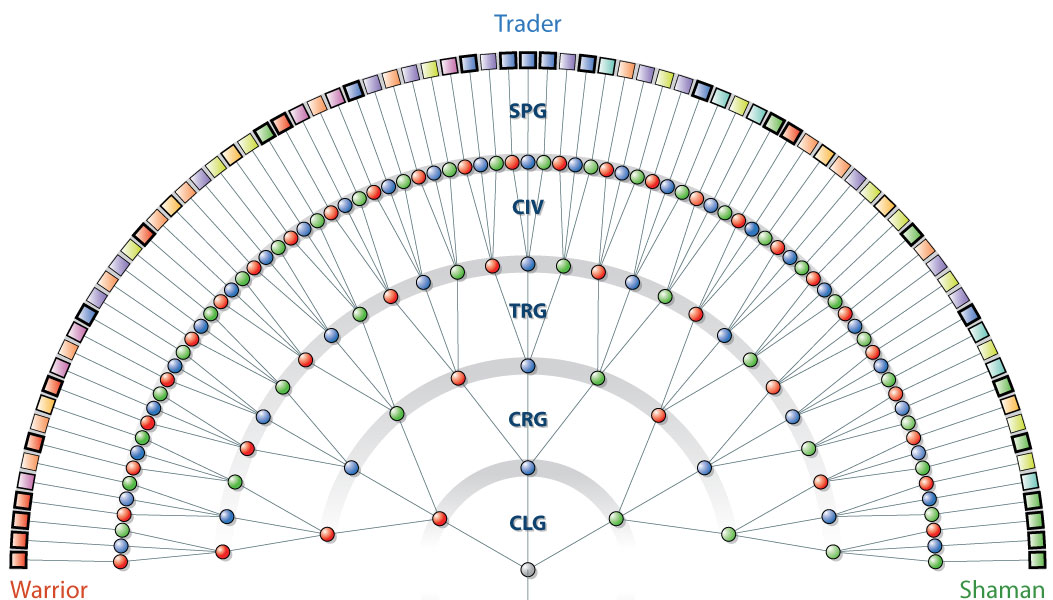 Trader
SPG
CIV
TRG
CRG
CLG
Warrior
Shaman